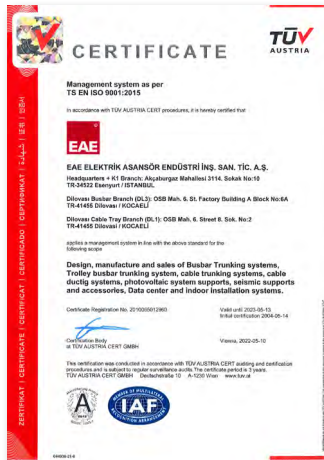 CERTIFICATE
TÜV
AUSTRIA
Management system as per
TS EN ISO 9001:2015
In accordance with TÜV AUSTRIA CERT procedures, it is hereby certified that
EAE
EAE ELEKTRİK ASANSÖR ENDÜSTRİ İNŞ. SAN. TİC. A.Ş.
Headquarters + K1 Branch: Akçaburgaz Mahallesi 3114. Sokak No:10
TR-34522 Esenyurt / ISTANBUL
Dilovası Busbar Branch (DL3): OSB Mah. 6. St. Factory Building A Block No:6A
TR-41455 Dilovası / KOCAELİ
Dilovası Cable Tray Branch (DL1): OSB Mah. 6. Street 8. Sok. No:2
TR-41455 Dilovası / KOCAELİ
applies a management system in line with the above standard for the
following scope
Design, manufacture and sales of Busbar Trunking systems,
Trolley busbar trunking system, cable trunking systems, cable
ductig systems, photovoltaic system supports, seismic supports
and accessories, Data center and indoor installation systems.
Certificate Registration No.
Valid until
Initial certification
Certification Body
at TÜV AUSTRIA CERT GMBH
Vienna, 2022-05-10
This certification was conducted in accordance with TÜV AUSTRIA CERT auditing and certification
procedures and is subject to regular surveillance audits. The certificate period is 3 years.
TÜV AUSTRIA CERT GMBH Deutschstraße 10 A-1230 Wien www.tuv.at
IAF
ZERTIFIKAT | CERTIFICATE | CERTIFICAT | CERTIFICADO | СЕРТИФИКАТ